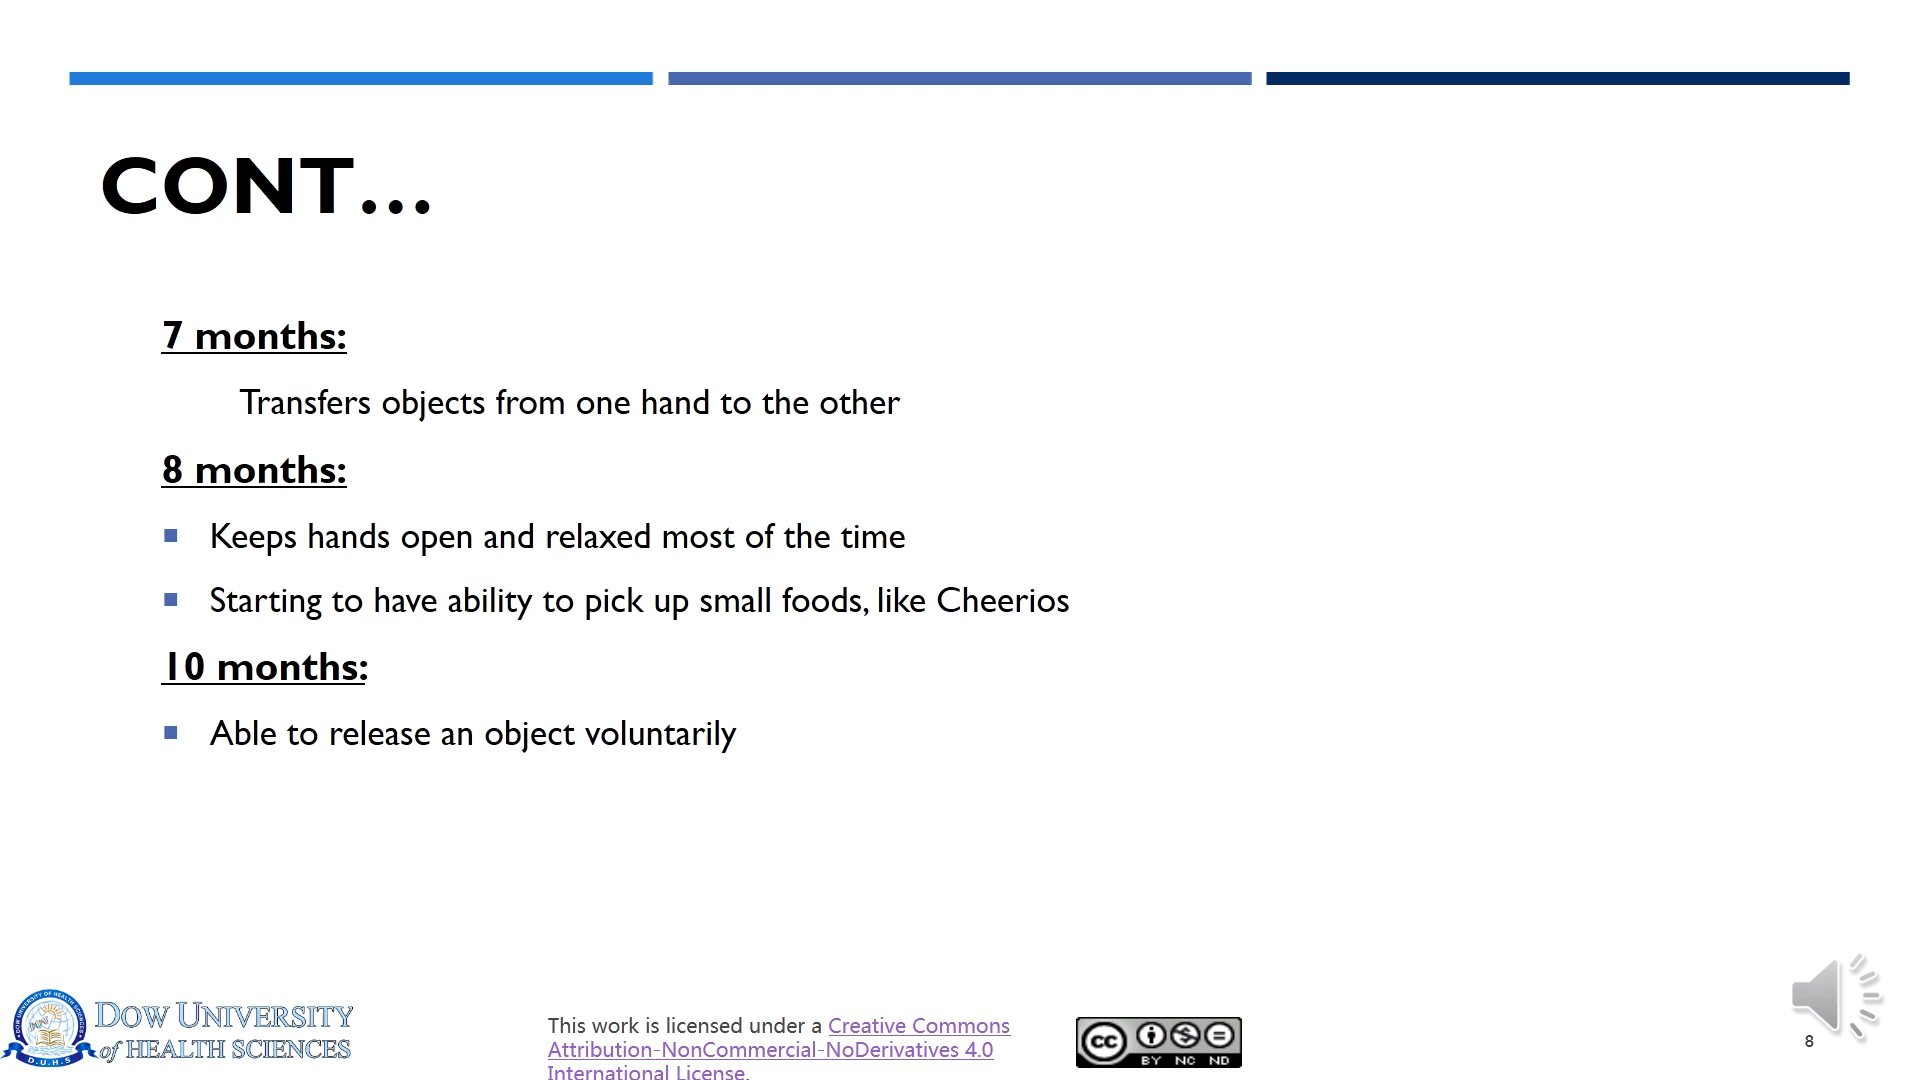 CONT…
7 months:
Transfers objects from one hand to the other
8 months:
Keeps hands open and relaxed most of the time
Starting to have ability to pick up small foods, like Cheerios
10 months:
Able to release an object voluntarily
DOW UNIVERSITY
of HEALTH SCIENCES
D.U.H.S
This work is licensed under a Creative Commons
Attribution-NonCommercial-NoDerivatives 4.0
International License.
cc
BY NC ND
8